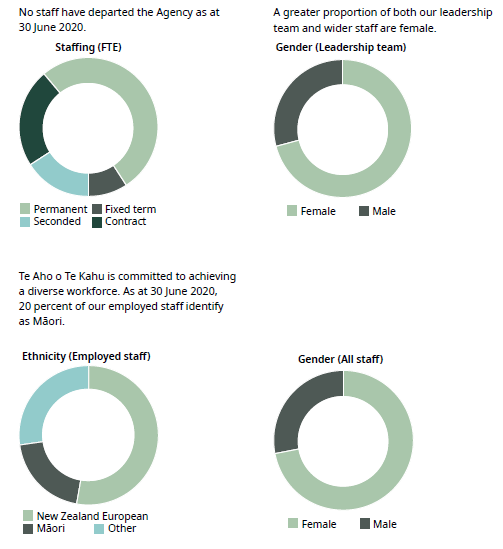 No staff have departed the Agency as at
30 June 2020.
Staffing (FTE)
Permanent Fixed term
Seconded Contract
A greater proportion of both our leadership
team and wider staff are female.
Gender (Leadership team)
Female Male
Te Aho o Te Kahu is committed to achieving
a diverse workforce. As at 30 June 2020,
20 percent of our employed staff identify
as Māori.
Ethnicity (Employed staff)
New Zealand European
Māori Other
Gender (All staff)
Female Male